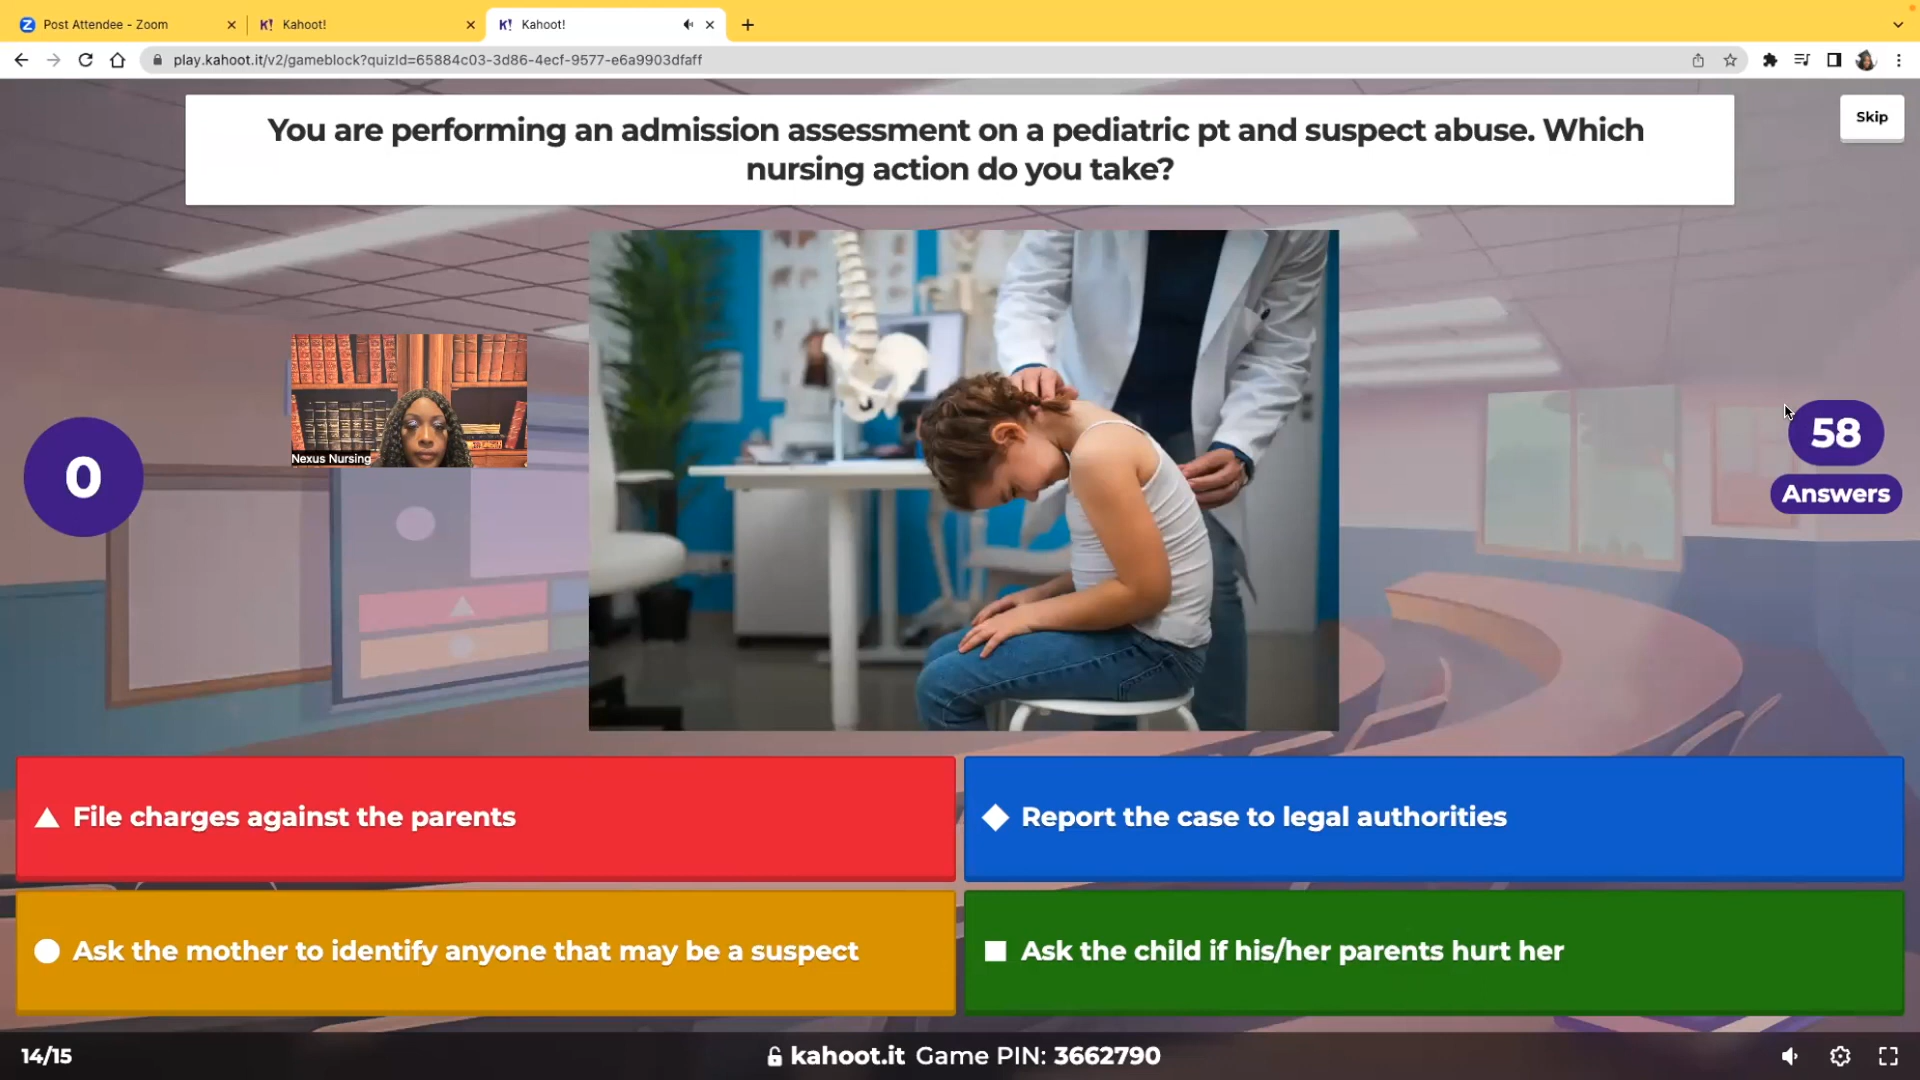 Post Attendee - Zoom
Kahoot!
Kahoot!
play.kahoot.it/v2/gameblock?quizId=65884c03-3d86-4ecf-9577-e6a9903dfaff
You are performing an admission assessment on a pediatric pt and suspect abuse. Which
nursing action do you take?
Skip
Nexus Nursing
0
58
Answers
File charges against the parents
Report the case to legal authorities
Ask the mother to identify anyone that may be a suspect
Ask the child if his/her parents hurt her
14/15
kahoot.it Game PIN: 3662790